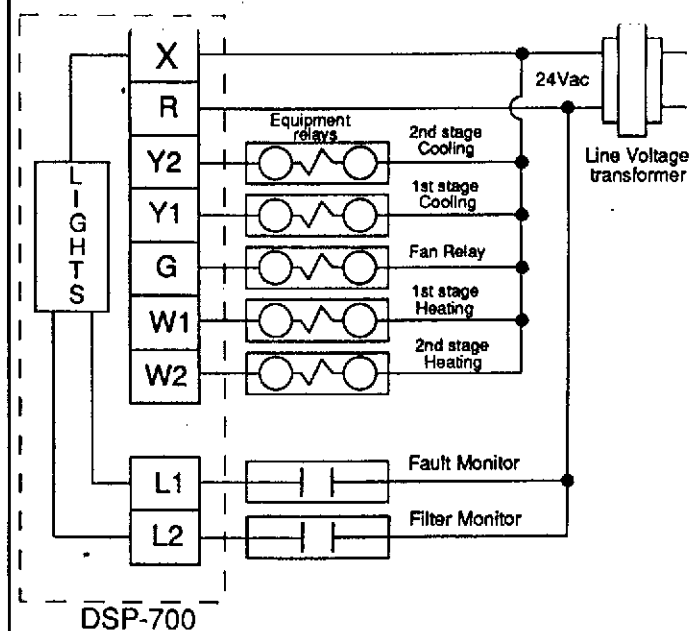 X
24Vac
R
Equipment
relays
2nd stage
Cooling
Line Voltage
transformer
Y2
LIGHTS
1st stage
Cooling
Y1
Fan Relay
G
1st stage
Heating
W1
2nd stage
Heating
W2
Fault Monitor
L1
Filter Monitor
L2
DSP-700